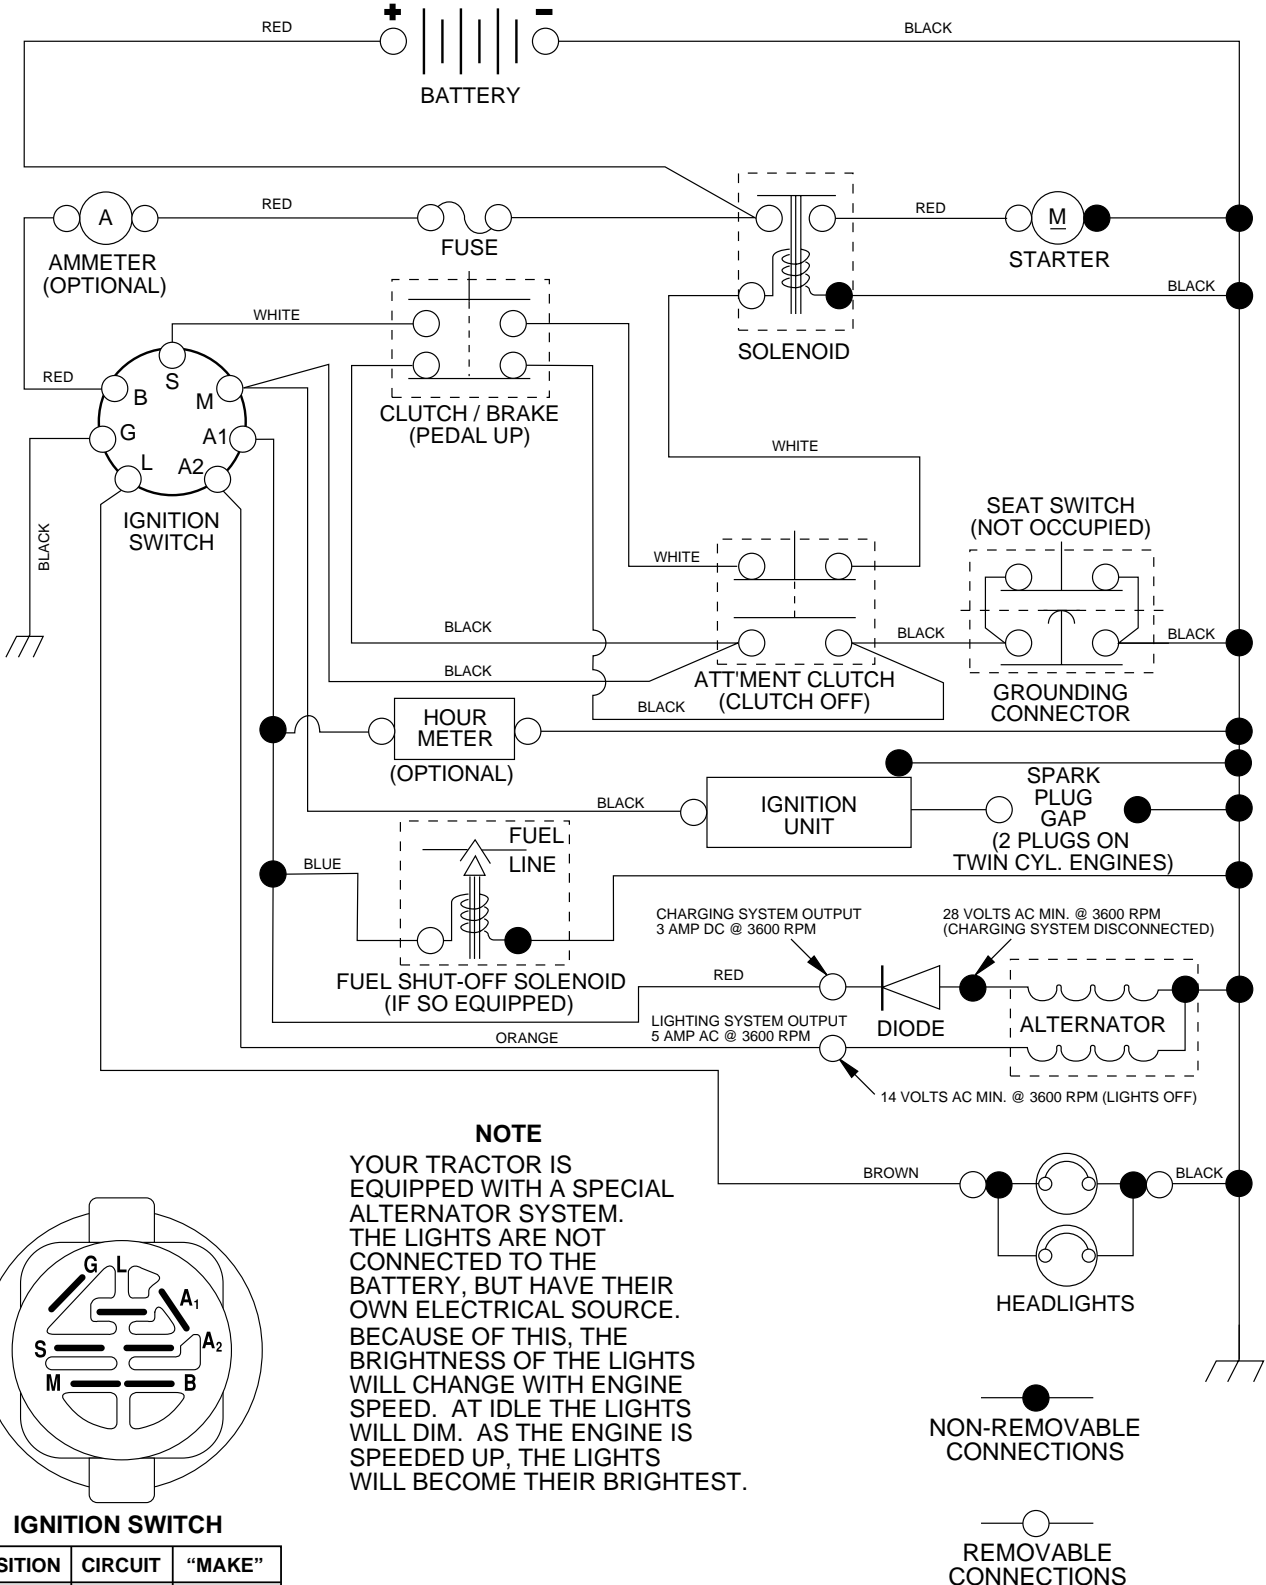 + -
RED
BLACK
BATTERY
A
RED
FUSE
RED
M
STARTER
AMMETER
(OPTIONAL)
BLACK
WHITE
SOLENOID
RED
S
B
M
CLUTCH / BRAKE
(PEDAL UP)
G
A1
L
A2
WHITE
IGNITION
SWITCH
BLACK
SEAT SWITCH
(NOT OCCUPIED)
WHITE
BLACK
BLACK
BLACK
BLACK
ATT'MENT CLUTCH
(CLUTCH OFF)
BLACK
GROUNDING
CONNECTOR
HOUR
METER
(OPTIONAL)
BLACK
IGNITION
UNIT
SPARK
PLUG
GAP
(2 PLUGS ON
TWIN CYL. ENGINES)
BLUE
FUEL
LINE
FUEL SHUT-OFF SOLENOID
(IF SO EQUIPPED)
CHARGING SYSTEM OUTPUT
3 AMP DC @ 3600 RPM
28 VOLTS AC MIN. @ 3600 RPM
(CHARGING SYSTEM DISCONNECTED)
RED
DIODE
ALTERNATOR
ORANGE
LIGHTING SYSTEM OUTPUT
5 AMP AC @ 3600 RPM
14 VOLTS AC MIN. @ 3600 RPM (LIGHTS OFF)
NOTE
YOUR TRACTOR IS
EQUIPPED WITH A SPECIAL
ALTERNATOR SYSTEM.
THE LIGHTS ARE NOT
CONNECTED TO THE
BATTERY, BUT HAVE THEIR
OWN ELECTRICAL SOURCE.
BECAUSE OF THIS, THE
BRIGHTNESS OF THE LIGHTS
WILL CHANGE WITH ENGINE
SPEED. AT IDLE THE LIGHTS
WILL DIM. AS THE ENGINE IS
SPEEDED UP, THE LIGHTS
WILL BECOME THEIR BRIGHTEST.
BROWN
BLACK
HEADLIGHTS
G L
A1
S
A2
M
B
IGNITION SWITCH
SITION CIRCUIT “MAKE”
NON-REMOVABLE
CONNECTIONS
REMOVABLE
CONNECTIONS